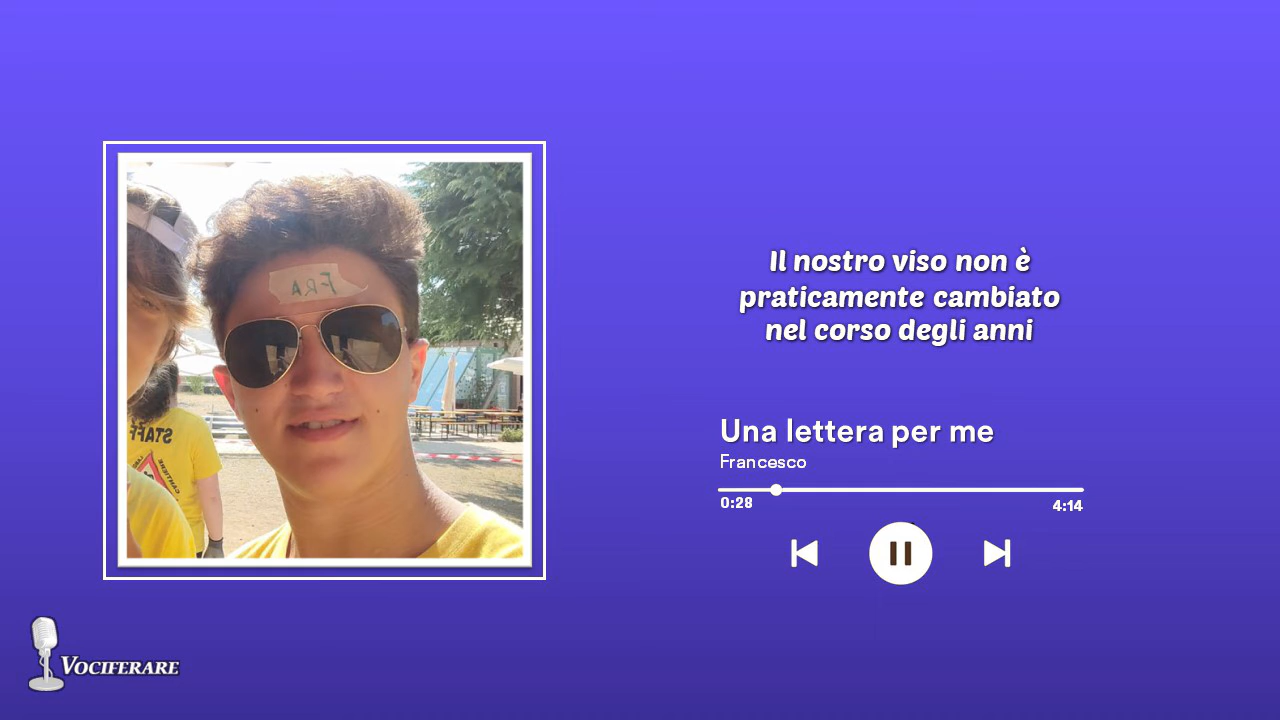 FRA
STAFF
CANTIERE
Il nostro viso non è
praticamente cambiato
nel corso degli anni
Una lettera per me
Francesco
0:28
4:14
VOCIFERARE